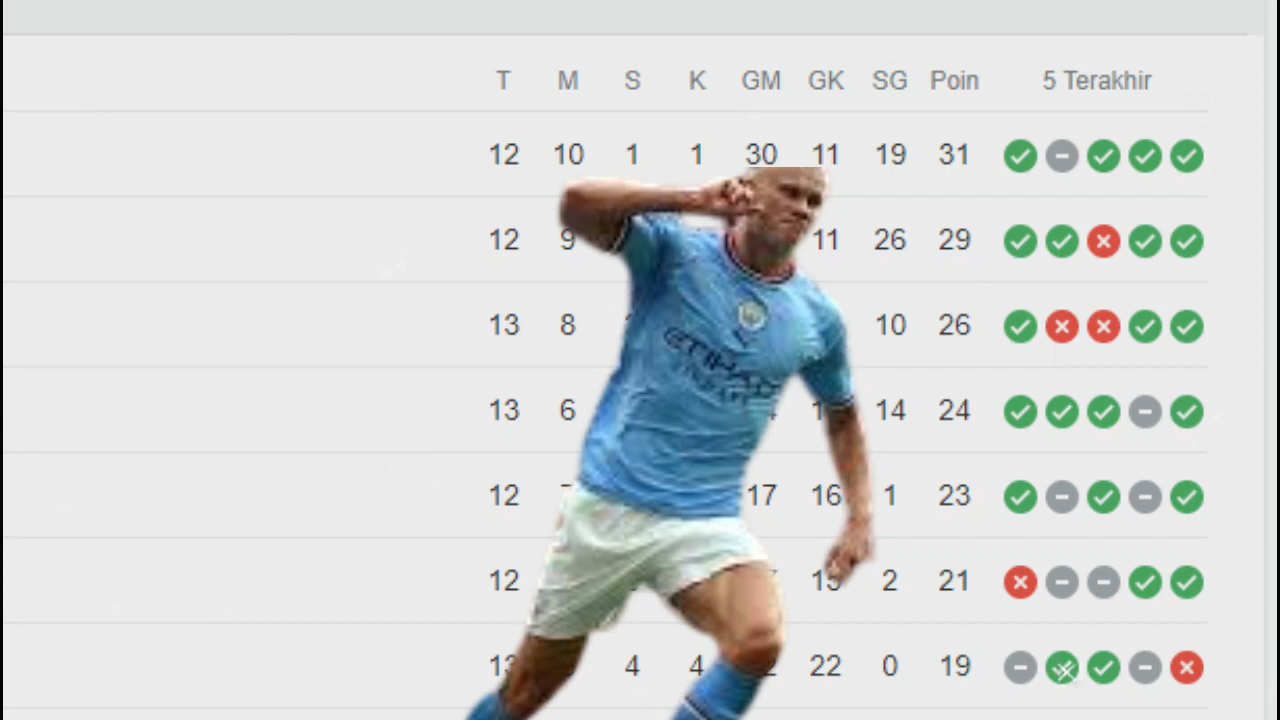 T M S K GM GK SG Poin 5 Terakhir
12 10 1 1 30 11 19 31
12 9 11 26 29
13 8 10 26
13 6 14 24
12 17 16 1 23
12 15 2 21
4 4 22 0 19
ETIHAD